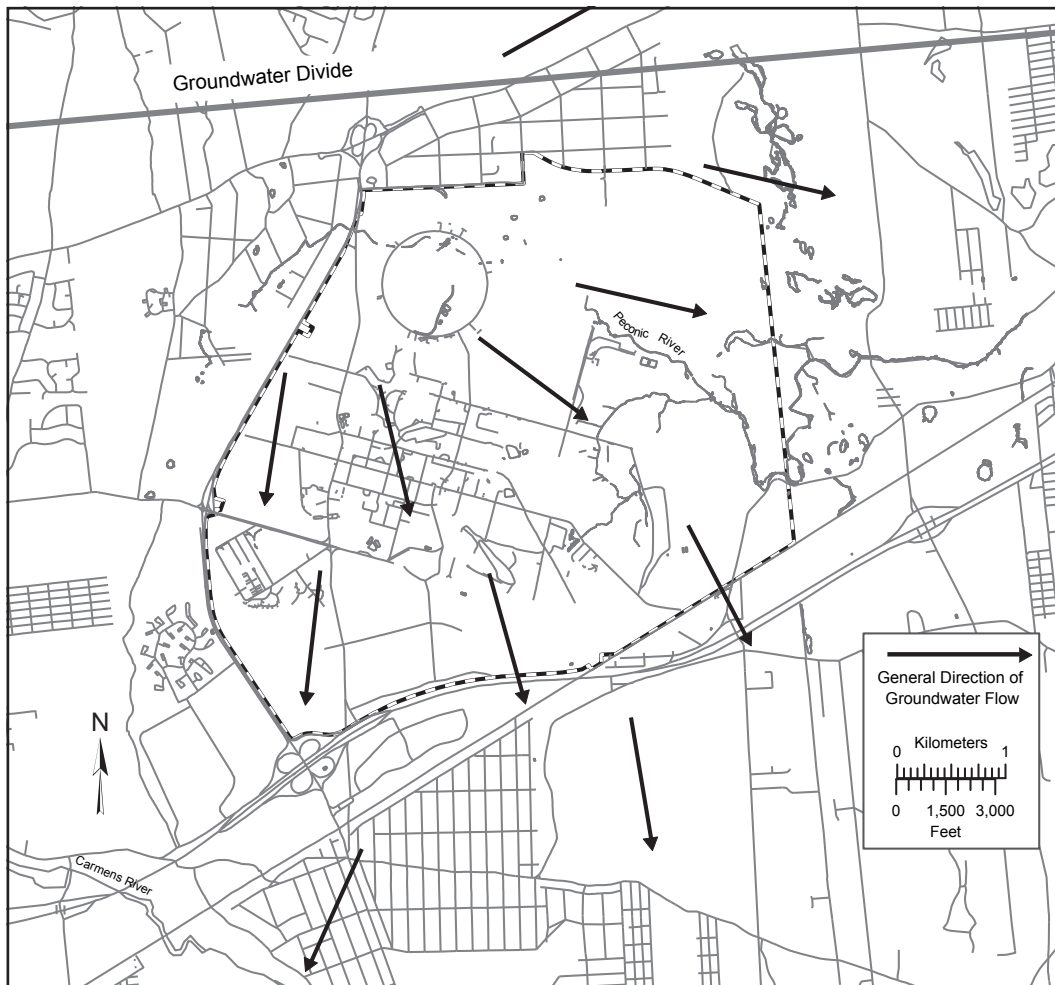 Groundwater Divide
Peconic River
N
General Direction of
Groundwater Flow
Kilometers
0 1
0 1,500 3,000
Feet
Carmens River